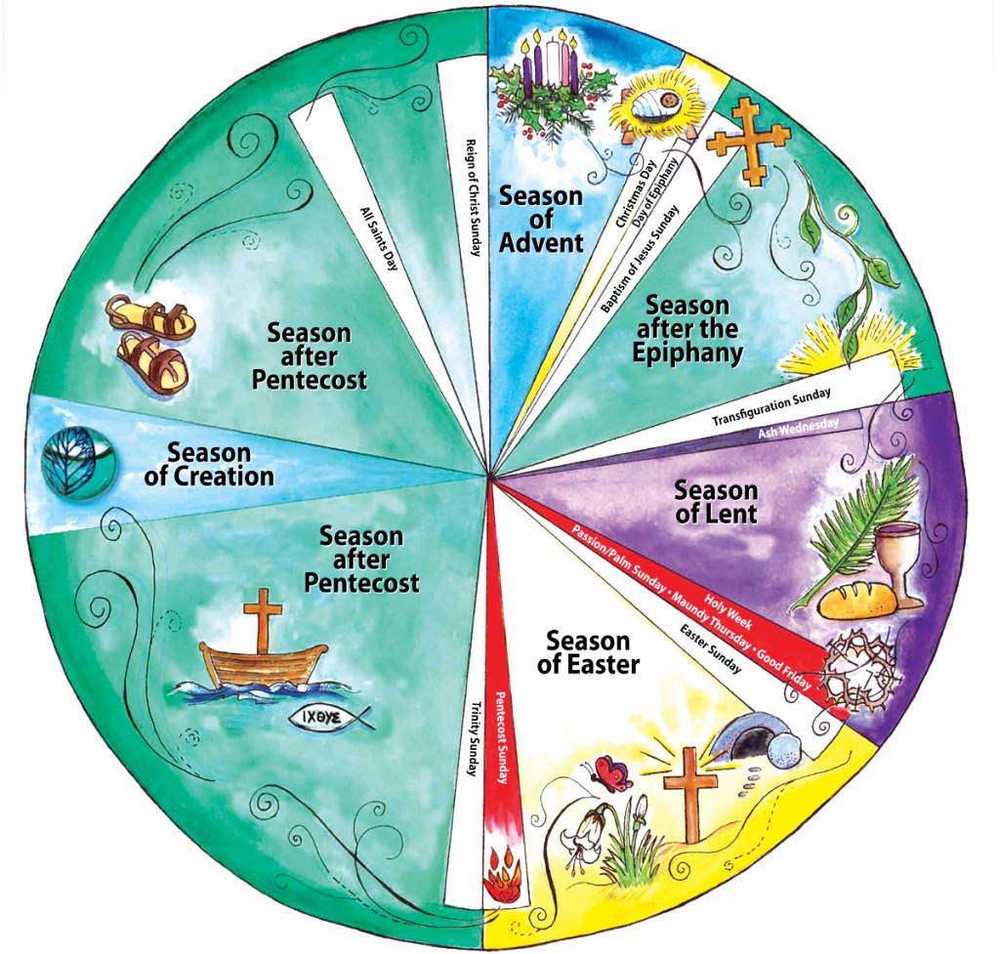 Season
of
Advent
Christmas Day
Day of Epiphany
Baptism of Jesus Sunday
Season
after the
Epiphany
Transfiguration Sunday
Ash Wednesday
Season
of Lent
Holy Week
Passion/Palm Sunday • Maundy Thursday • Good Friday
Easter Sunday
Season
of Easter
Pentecost Sunday
Trinity Sunday
Season
after
Pentecost
ΙΧΘΥΣ
Season
of Creation
Season
after
Pentecost
All Saints Day
Reign of Christ Sunday